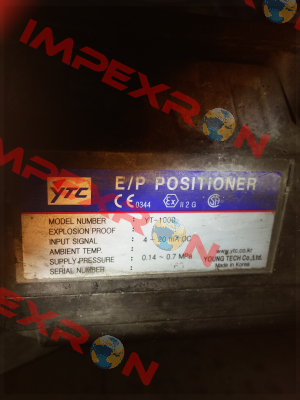 IMPEXRON
YTC
E/P POSITIONER
CE 0344 Ex II 2 G
MODEL NUMBER : YT-1000
EXPLOSION PROOF :
INPUT SIGNAL : 4 ~ 20 mA DC
AMBIENT TEMP. :
SUPPLY PRESSURE : 0.14 ~ 0.7 MPa
SERIAL NUMBER :
www.ytc.co.kr
YOUNG TECH Co.,Ltd.
Made in Korea
IMPEXRON